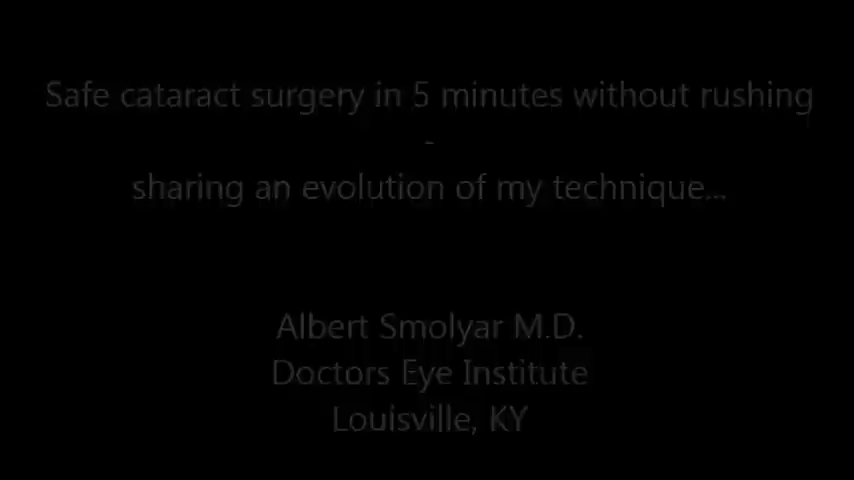 Safe cataract surgery in 5 minutes without rushing
-
sharing an evolution of my technique...
Albert Smolyar M.D.
Doctors Eye Institute
Louisville, KY